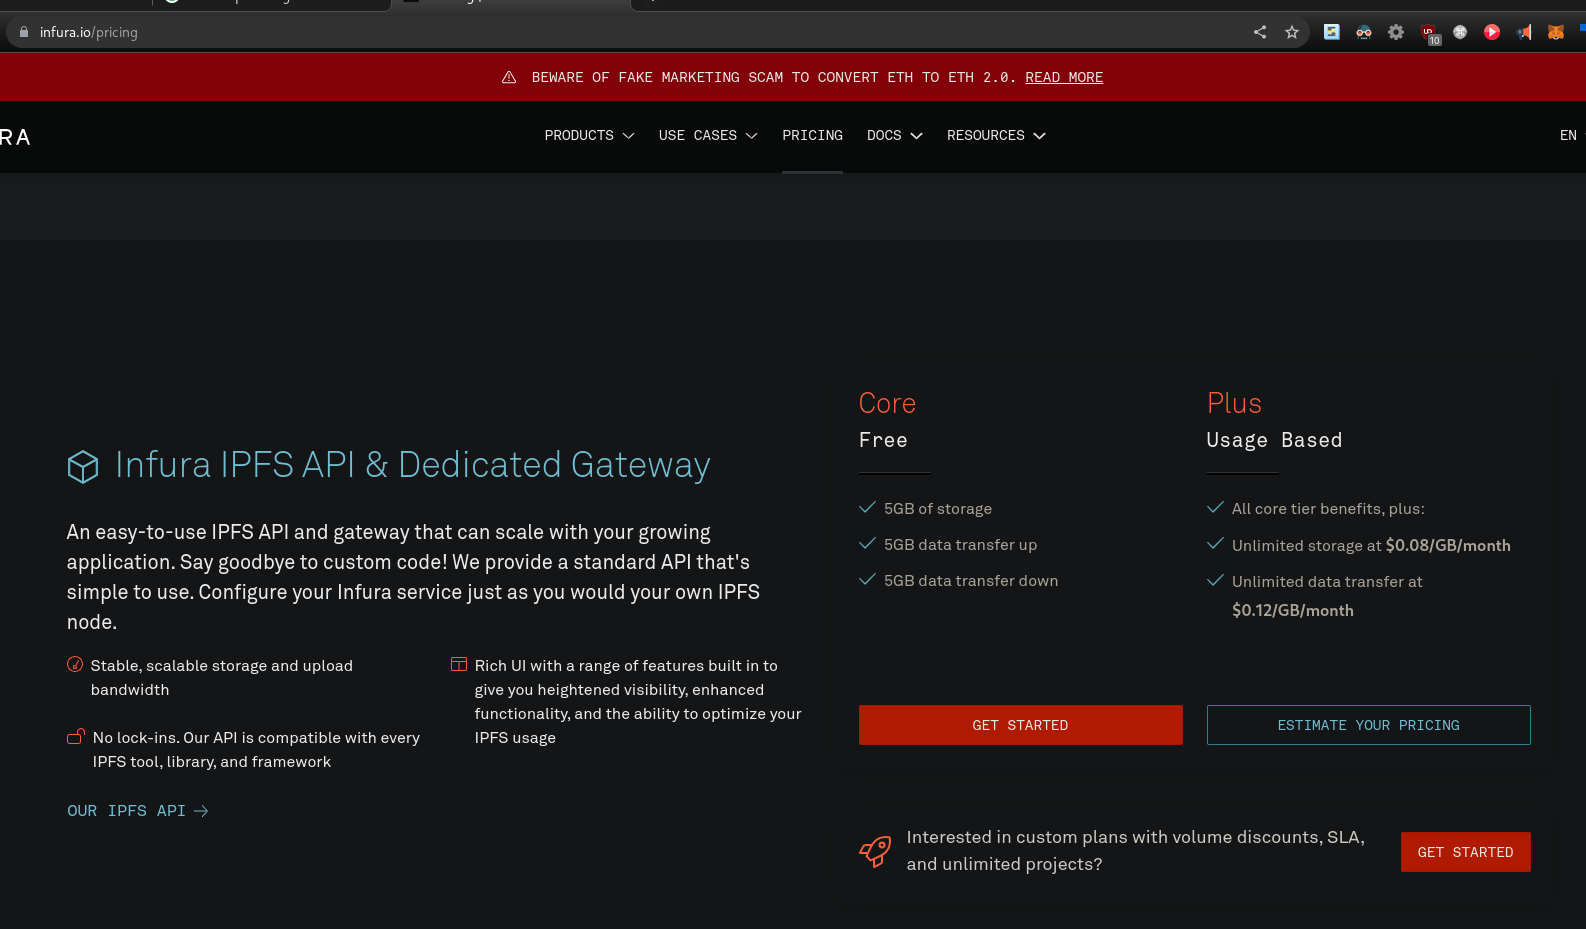 infura.io/pricing
10
BEWARE OF FAKE MARKETING SCAM TO CONVERT ETH TO ETH 2.0. READ MORE
RA
PRODUCTS
USE CASES
PRICING
DOCS
RESOURCES
EN
Infura IPFS API & Dedicated Gateway
An easy-to-use IPFS API and gateway that can scale with your growing
application. Say goodbye to custom code! We provide a standard API that's
simple to use. Configure your Infura service just as you would your own IPFS
node.
Stable, scalable storage and upload
bandwidth
No lock-ins. Our API is compatible with every
IPFS tool, library, and framework
Rich UI with a range of features built in to
give you heightened visibility, enhanced
functionality, and the ability to optimize your
IPFS usage
OUR IPFS API
Core
Free
5GB of storage
5GB data transfer up
5GB data transfer down
GET STARTED
Plus
Usage Based
All core tier benefits, plus:
Unlimited storage at $0.08/GB/month
Unlimited data transfer at
$0.12/GB/month
ESTIMATE YOUR PRICING
Interested in custom plans with volume discounts, SLA,
and unlimited projects?
GET STARTED